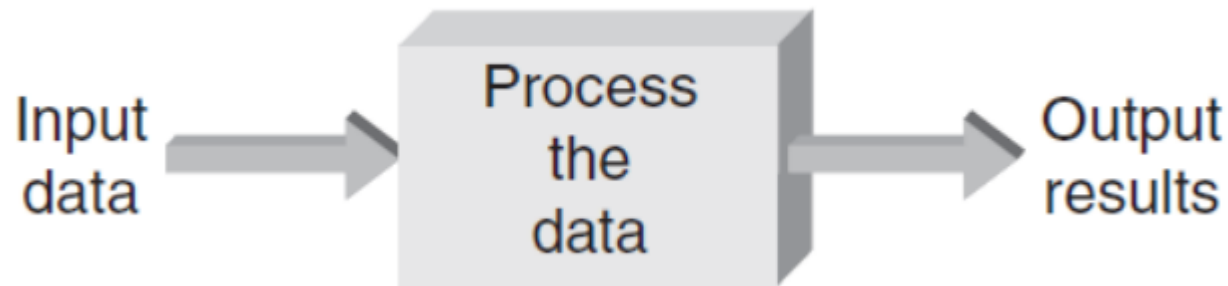 Input
data
Process
the
data
Output
results